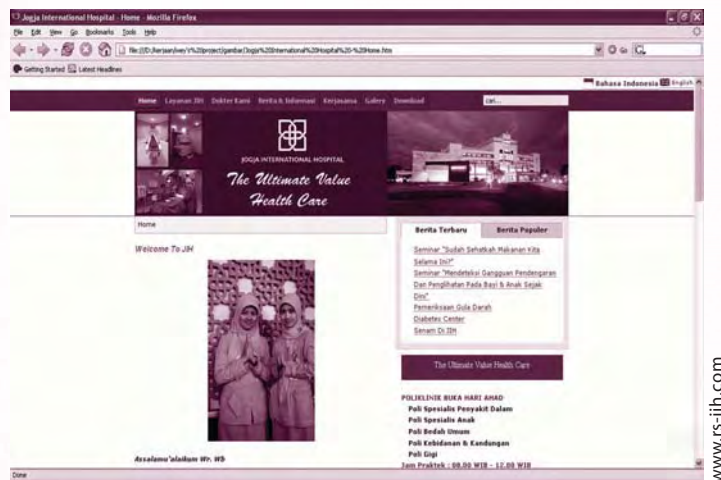 Jogja International Hospital - Home - Mozilla Firefox
File Edit View Go Bookmarks Tools Help
Getting Started Latest Headlines
Bahasa Indonesia English
Home Layanan JIH Dokter Kami Berita & Informasi Kerjasama Galery Download cari...
JOGJA INTERNATIONAL HOSPITAL
The Ultimate Value
Health Care
Home
Welcome To JIH
Assalamu'alaikum Wr. Wb
Berita Terbaru Berita Populer
Seminar "Sudah Sehatkah Makanan Kita
Selama Ini?"
Seminar "Mendeteksi Gangguan Pendengaran
Dan Penglihatan Pada Bayi & Anak Sejak
Dini"
Pemeriksaan Gula Darah
Diabetes Center
Senam Di JIH
The Ultimate Value Health Care
POLIKLINIK BUKA HARI AHAD
Poli Spesialis Penyakit Dalam
Poli Spesialis Anak
Poli Bedah Umum
Poli Kebidanan & Kandungan
Poli Gigi
Jam Praktek : 08.00 WIB - 12.00 WIB
Done
www.rs-jih.com